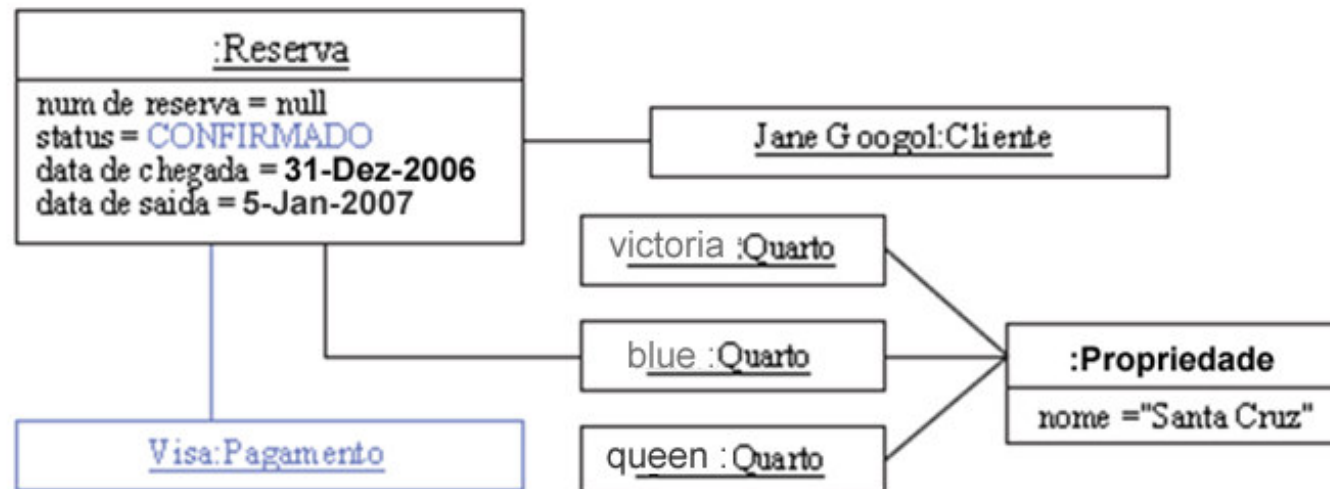 :Reserva
num de reserva = null
status = CONFIRMADO
data de chegada = 31-Dez-2006
data de saida = 5-Jan-2007
Jane Googol:Cliente
victoria :Quarto
blue :Quarto
:Propriedade
nome ="Santa Cruz"
Visa:Pagamento
queen :Quarto